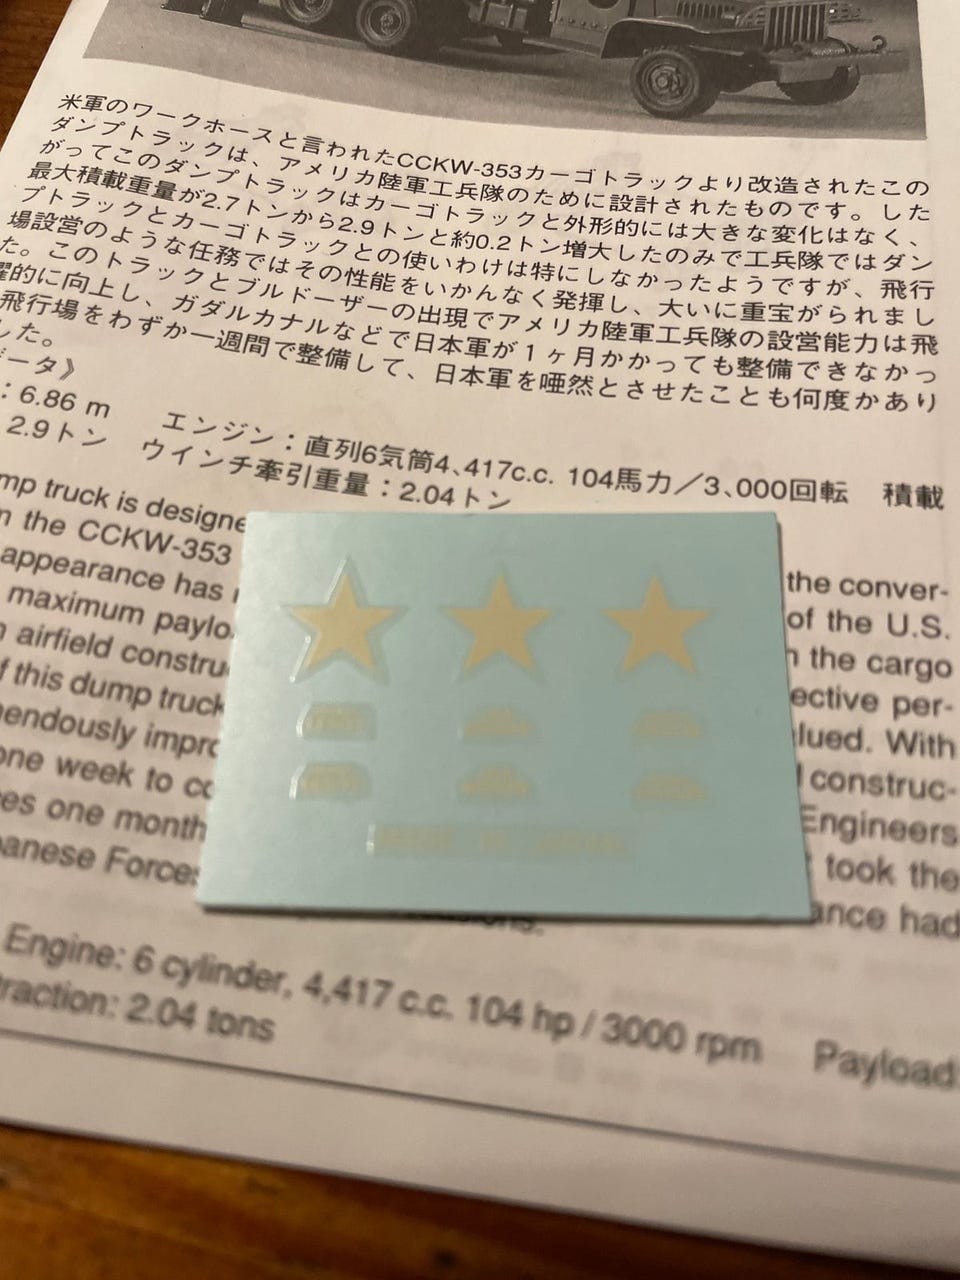 米軍のワークホースと言われたCCKW-353カーゴトラックより改造されたこの
ダンプトラックは、アメリカ陸軍工兵隊のために設計されたものです。した
がってこのダンプトラックはカーゴトラックと外形的には大きな変化はなく、
最大積載重量が2.7トンから2.9トンと約0.2トン増大したのみで工兵隊ではダン
プトラックとカーゴトラックとの使いわけは特にしなかったようですが、飛行
場設営のような任務ではその性能をいかんなく発揮し、大いに重宝がられまし
た。このトラックとブルドーザーの出現でアメリカ陸軍工兵隊の設営能力は飛
躍的に向上し、ガダルカナルなどで日本軍が1ヶ月かかっても整備できなかっ
飛行場をわずか一週間で整備して、日本軍を唖然とさせたことも何度かあり
した。
データ》
: 6.86 m エンジン：直列6気筒4、417c.c. 104馬力／3、000回転 積載
2.9トン ウインチ牽引重量：2.04トン
mp truck is designe the conver-
the CCKW-353 of the U.S.
appearance has the cargo
maximum paylo ective per-
airfield constru lued. With
f this dump truck construc-
endously impro Engineers
one week to co took the
es one month ance had
panese Forces
Engine: 6 cylinder, 4,417 c.c. 104 hp / 3000 rpm Payload:
traction: 2.04 tons